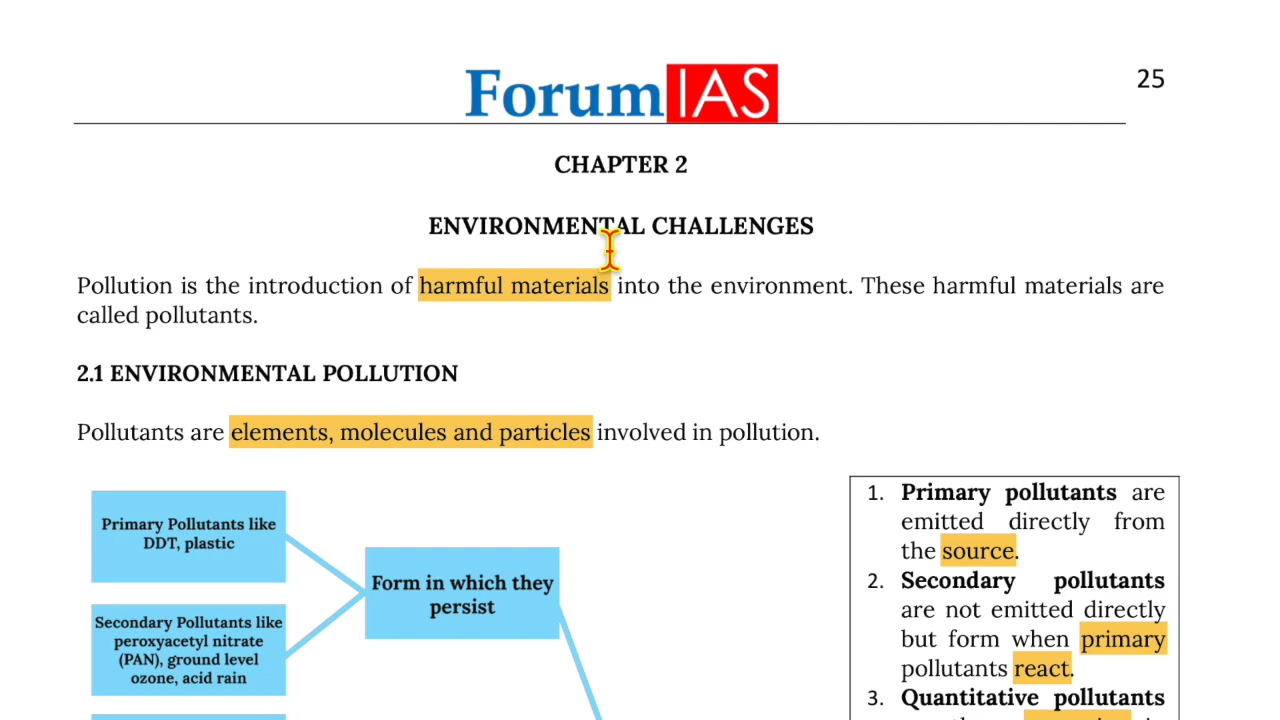 Forum IAS
25
CHAPTER 2
ENVIRONMENTAL CHALLENGES
Pollution is the introduction of harmful materials into the environment. These harmful materials are
called pollutants.
2.1 ENVIRONMENTAL POLLUTION
Pollutants are elements, molecules and particles involved in pollution.
Primary Pollutants like
DDT, plastic
Secondary Pollutants like
peroxyacetyl nitrate
(PAN), ground level
ozone, acid rain
Form in which they
persist
1. Primary pollutants are
emitted directly from
the source.
2. Secondary pollutants
are not emitted directly
but form when primary
pollutants react.
3. Quantitative pollutants